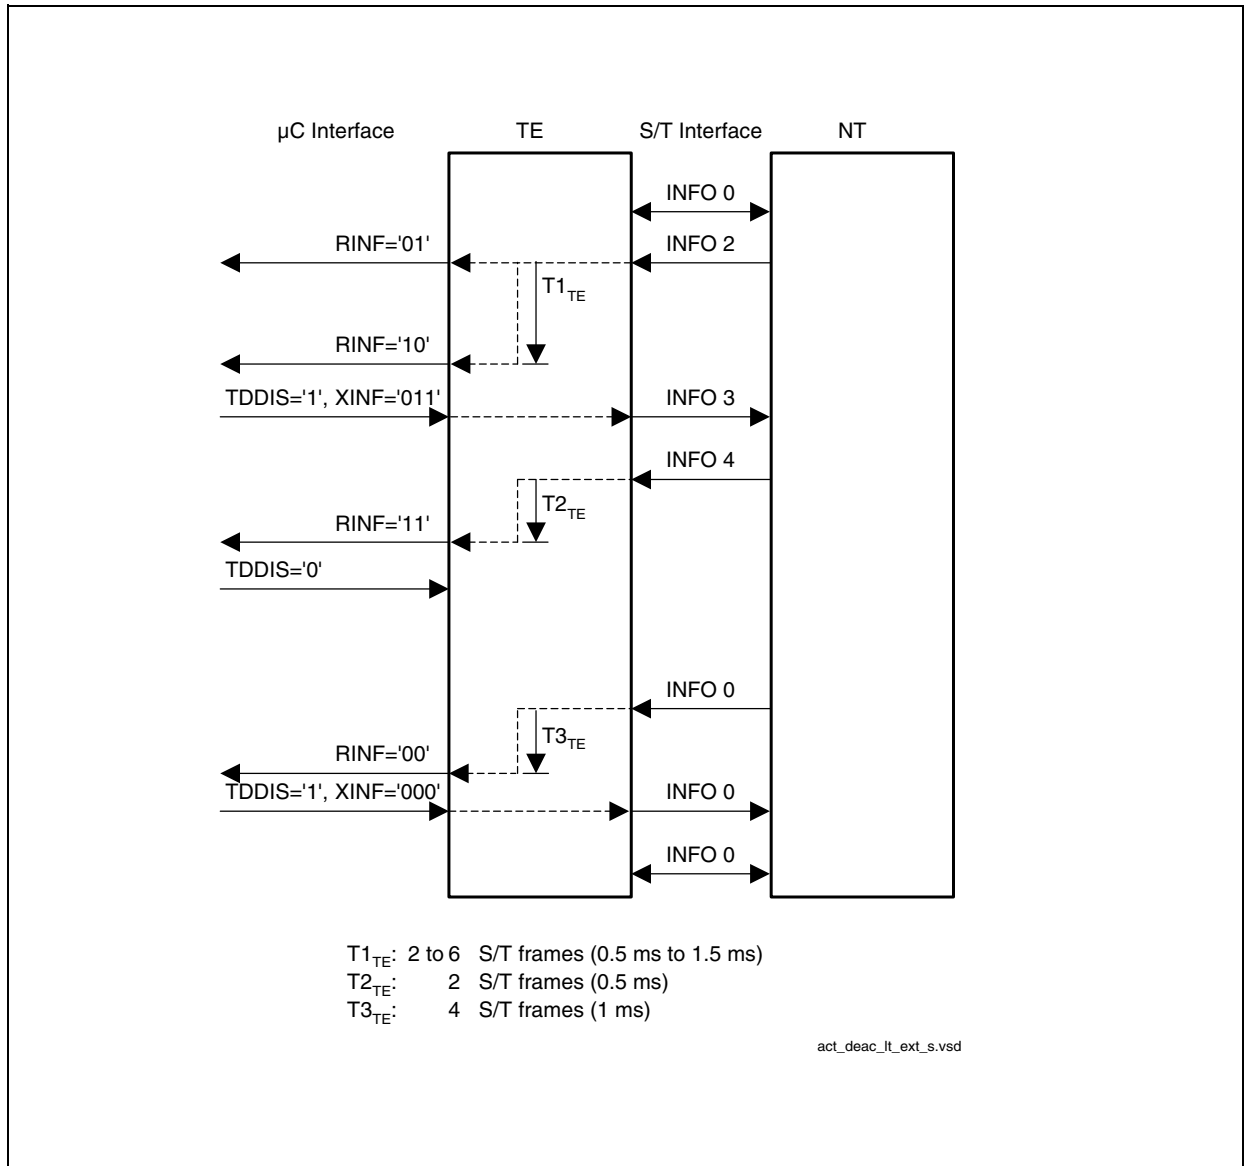 µC Interface TE S/T Interface NT
INFO 0
RINF='01' INFO 2
T1TE
RINF='10'
TDDIS='1', XINF='011' INFO 3
INFO 4
T2TE
RINF='11'
TDDIS='0'
INFO 0
T3TE
RINF='00'
TDDIS='1', XINF='000' INFO 0
INFO 0
T1TE: 2 to 6 S/T frames (0.5 ms to 1.5 ms)
T2TE: 2 S/T frames (0.5 ms)
T3TE: 4 S/T frames (1 ms)
act_deac_lt_ext_s.vsd